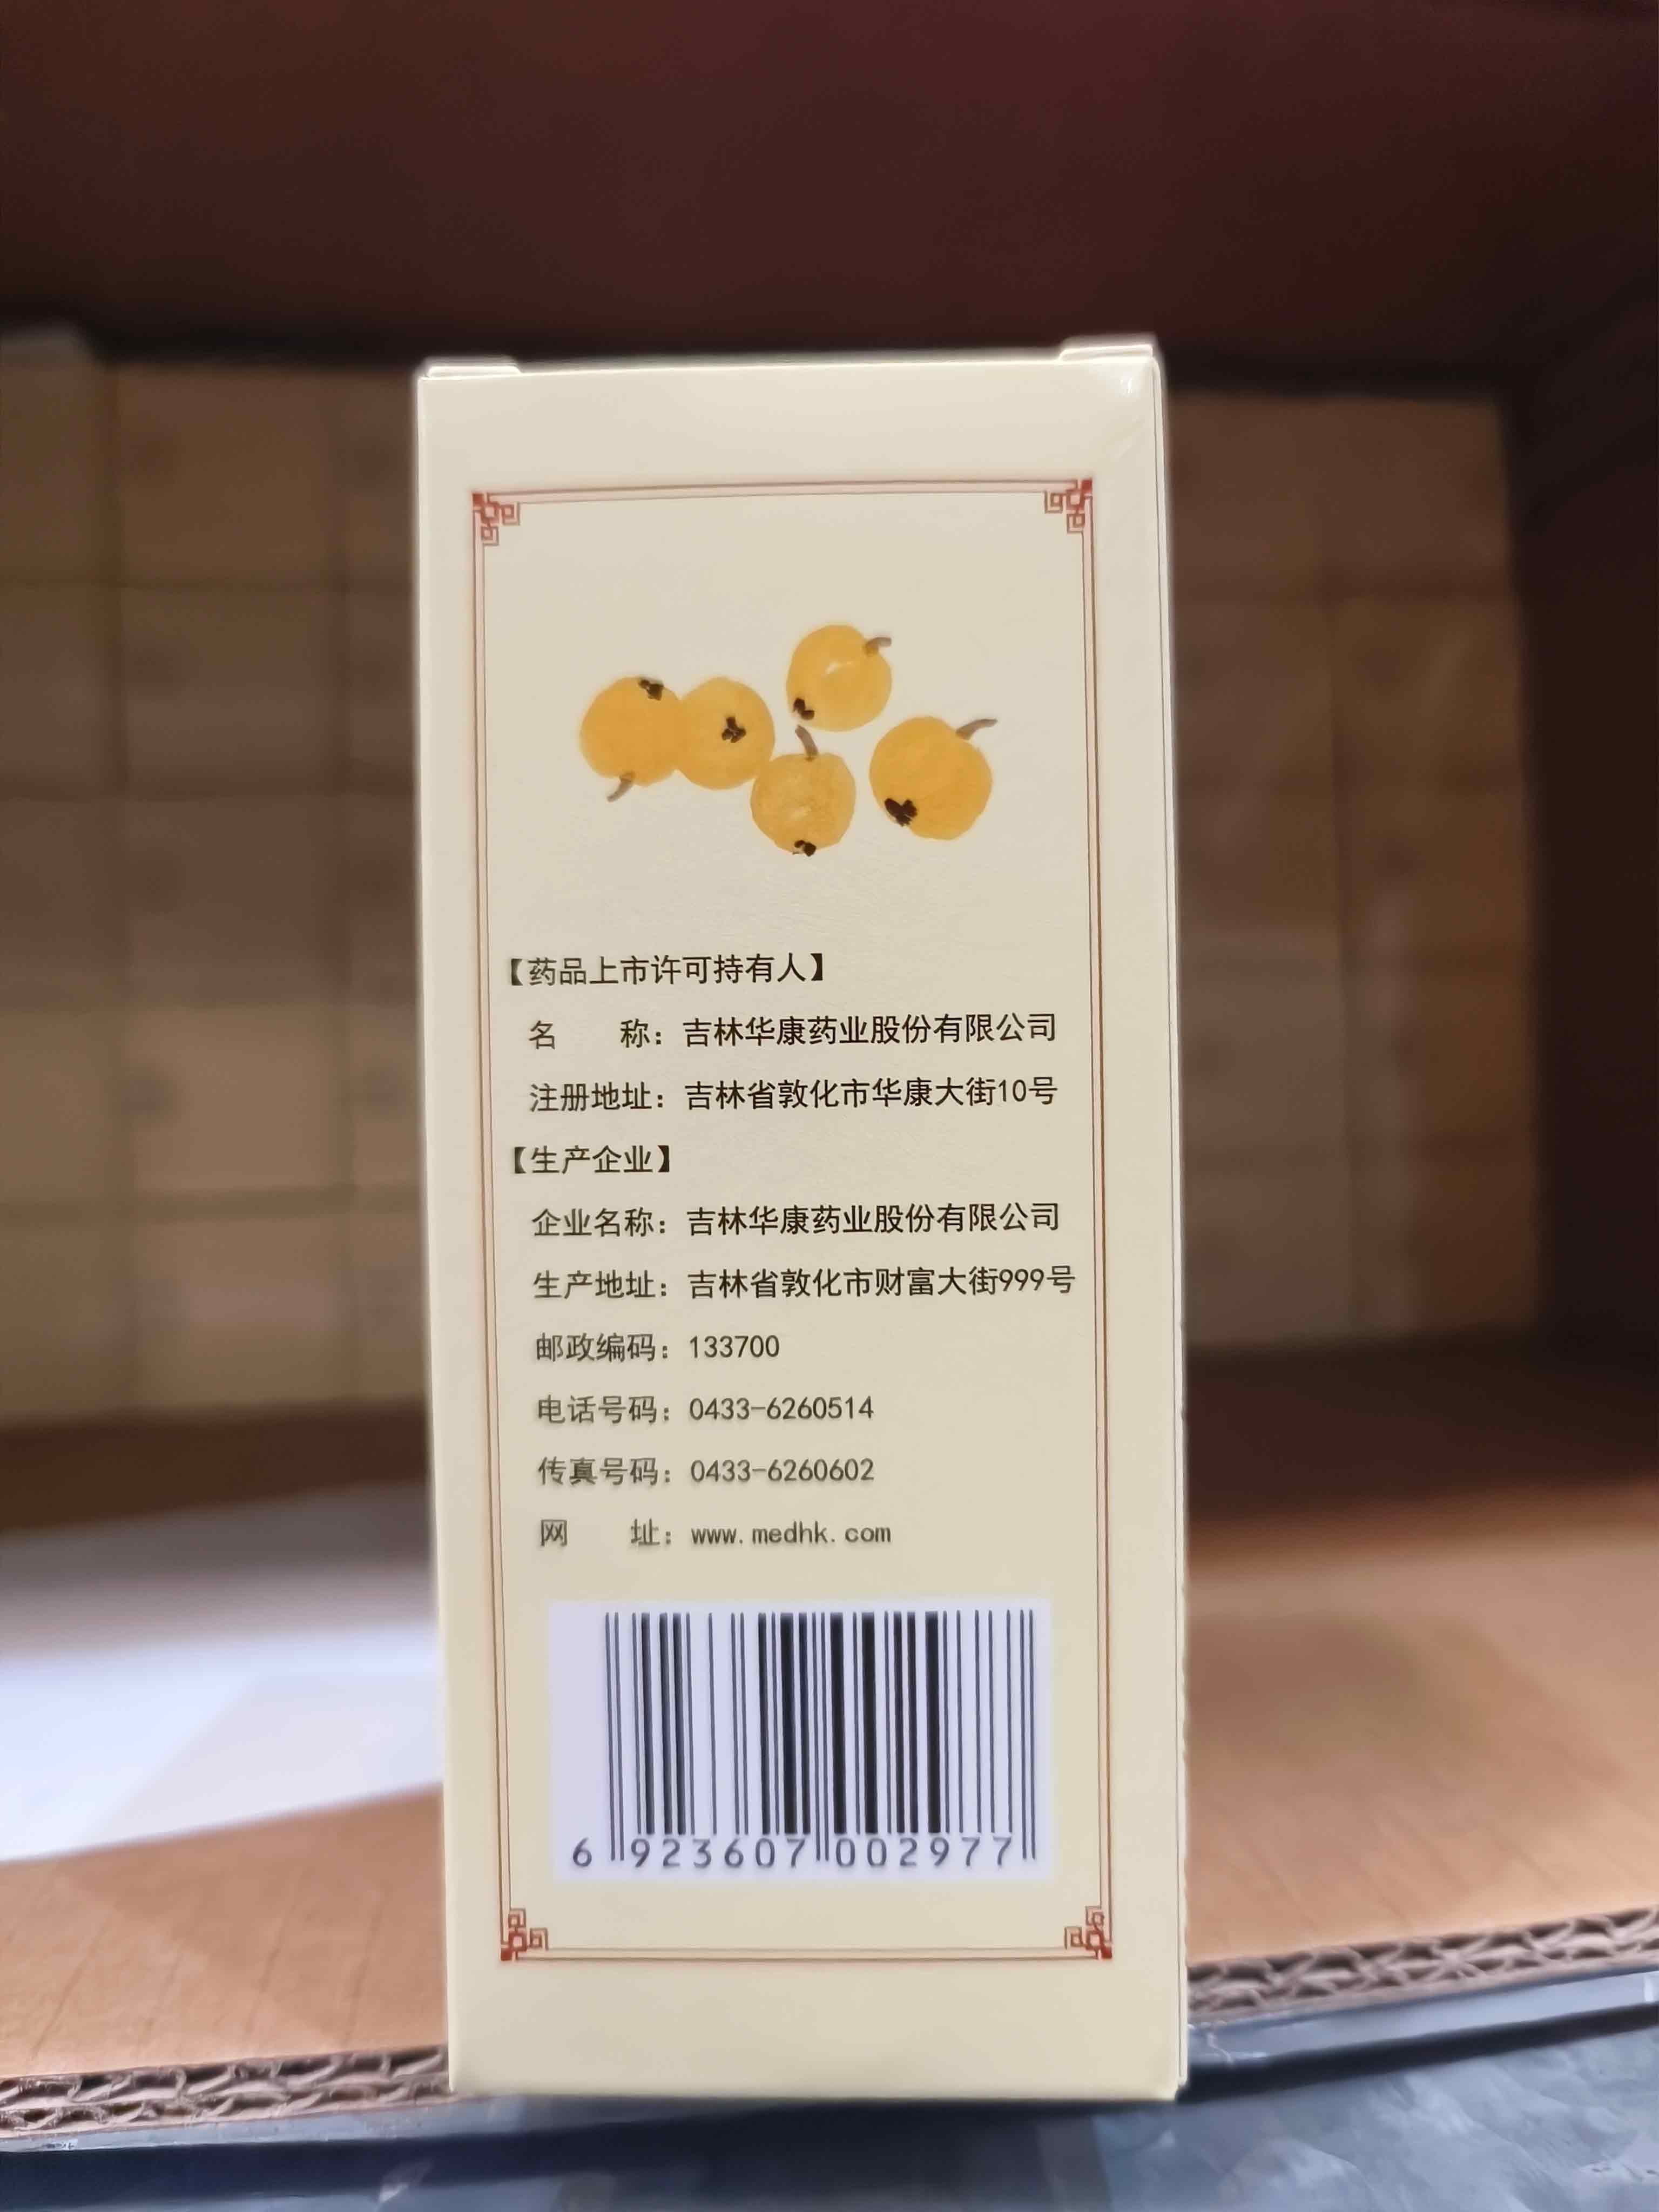 【药品上市许可持有人】
名　　称：吉林华康药业股份有限公司
注册地址：吉林省敦化市华康大街10号
【生产企业】
企业名称：吉林华康药业股份有限公司
生产地址：吉林省敦化市财富大街999号
邮政编码：133700
电话号码：0433-6260514
传真号码：0433-6260602
网　　址：www.medhk.com
6 923607 002977